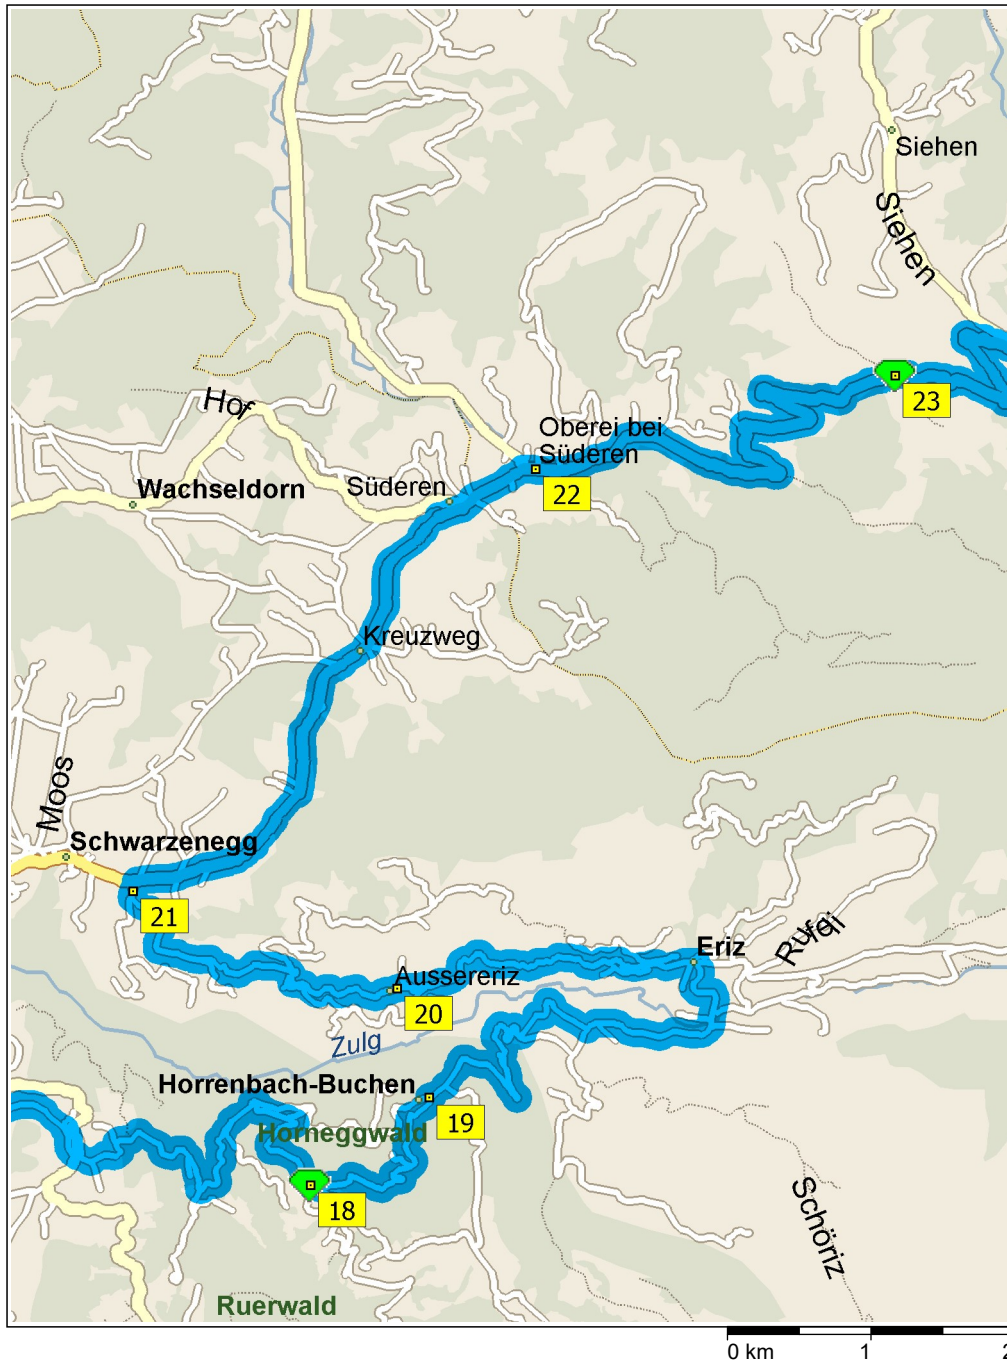 Siehen
Siehen
Hof
23
Oberei bei
Süderen
Wachseldorn
Süderen
22
Kreuzweg
Moos
Schwarzenegg
21
Eriz
Aussereriz
20
Zulg
Horrenbach-Buchen
19
Horneggwald
18
Schöriz
Ruerwald
0 km
1
2